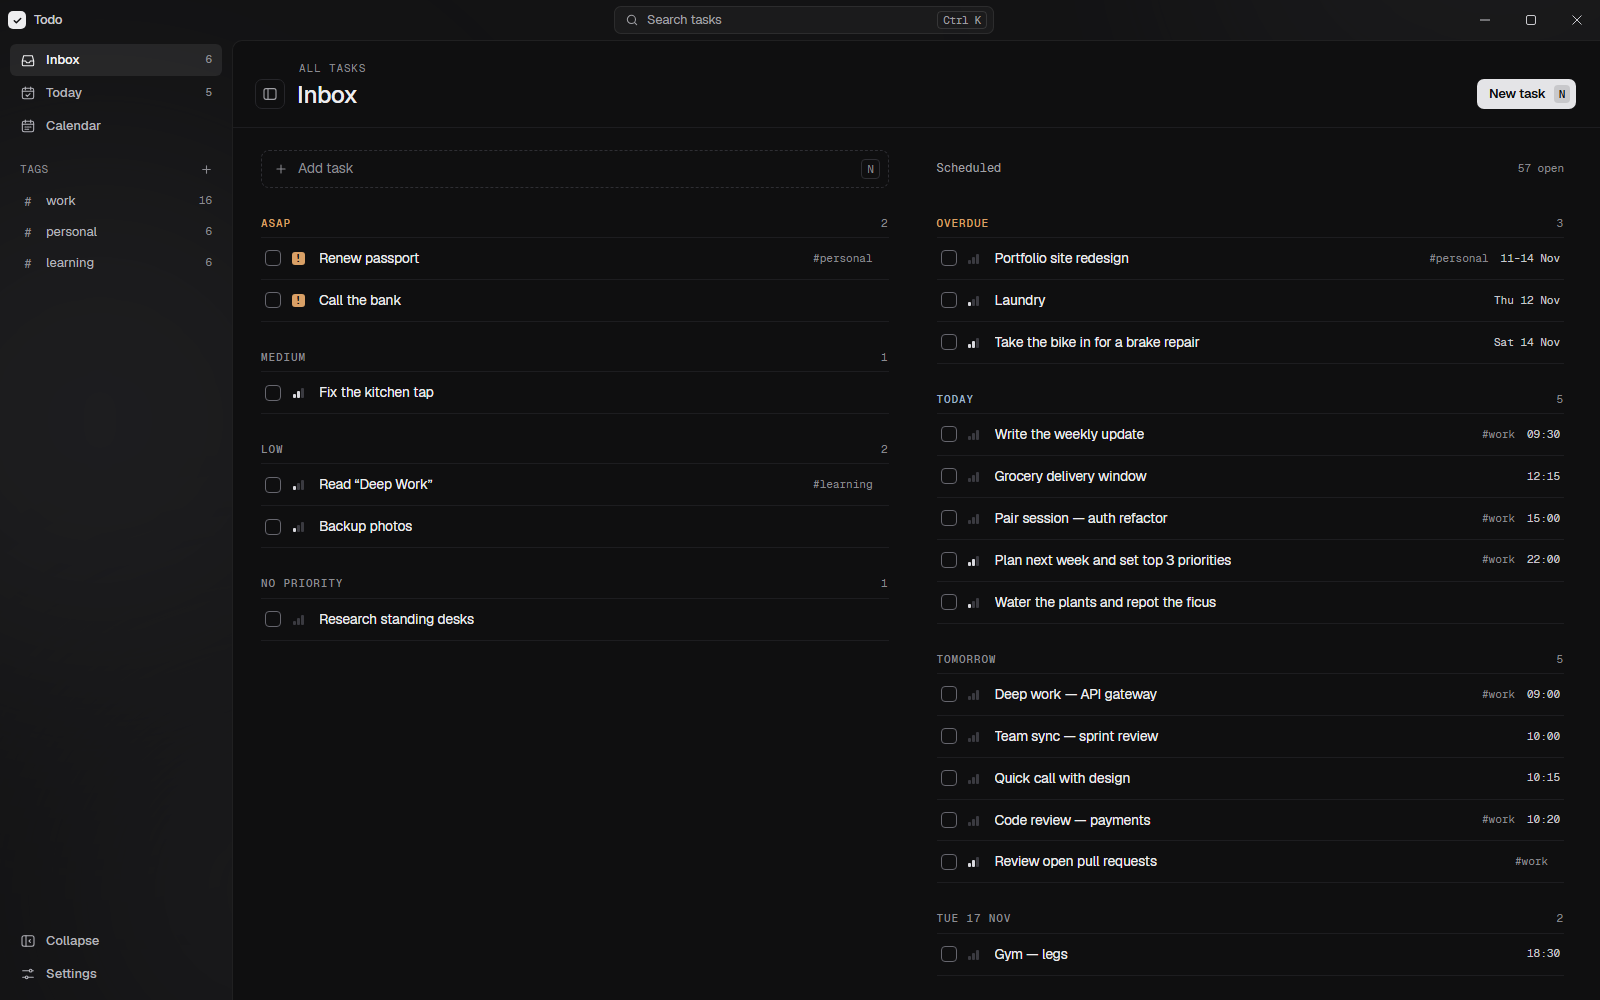 Todo
Search tasks
Ctrl K
Inbox 6
Today 5
Calendar
TAGS
# work 16
# personal 6
# learning 6
Collapse
Settings
ALL TASKS
Inbox
New task N
Add task N
ASAP 2
! Renew passport #personal
! Call the bank
MEDIUM 1
Fix the kitchen tap
LOW 2
Read “Deep Work” #learning
Backup photos
NO PRIORITY 1
Research standing desks
Scheduled 57 open
OVERDUE 3
Portfolio site redesign #personal 11–14 Nov
Laundry Thu 12 Nov
Take the bike in for a brake repair Sat 14 Nov
TODAY 5
Write the weekly update #work 09:30
Grocery delivery window 12:15
Pair session — auth refactor #work 15:00
Plan next week and set top 3 priorities #work 22:00
Water the plants and repot the ficus
TOMORROW 5
Deep work — API gateway #work 09:00
Team sync — sprint review 10:00
Quick call with design 10:15
Code review — payments #work 10:20
Review open pull requests #work
TUE 17 NOV 2
Gym — legs 18:30